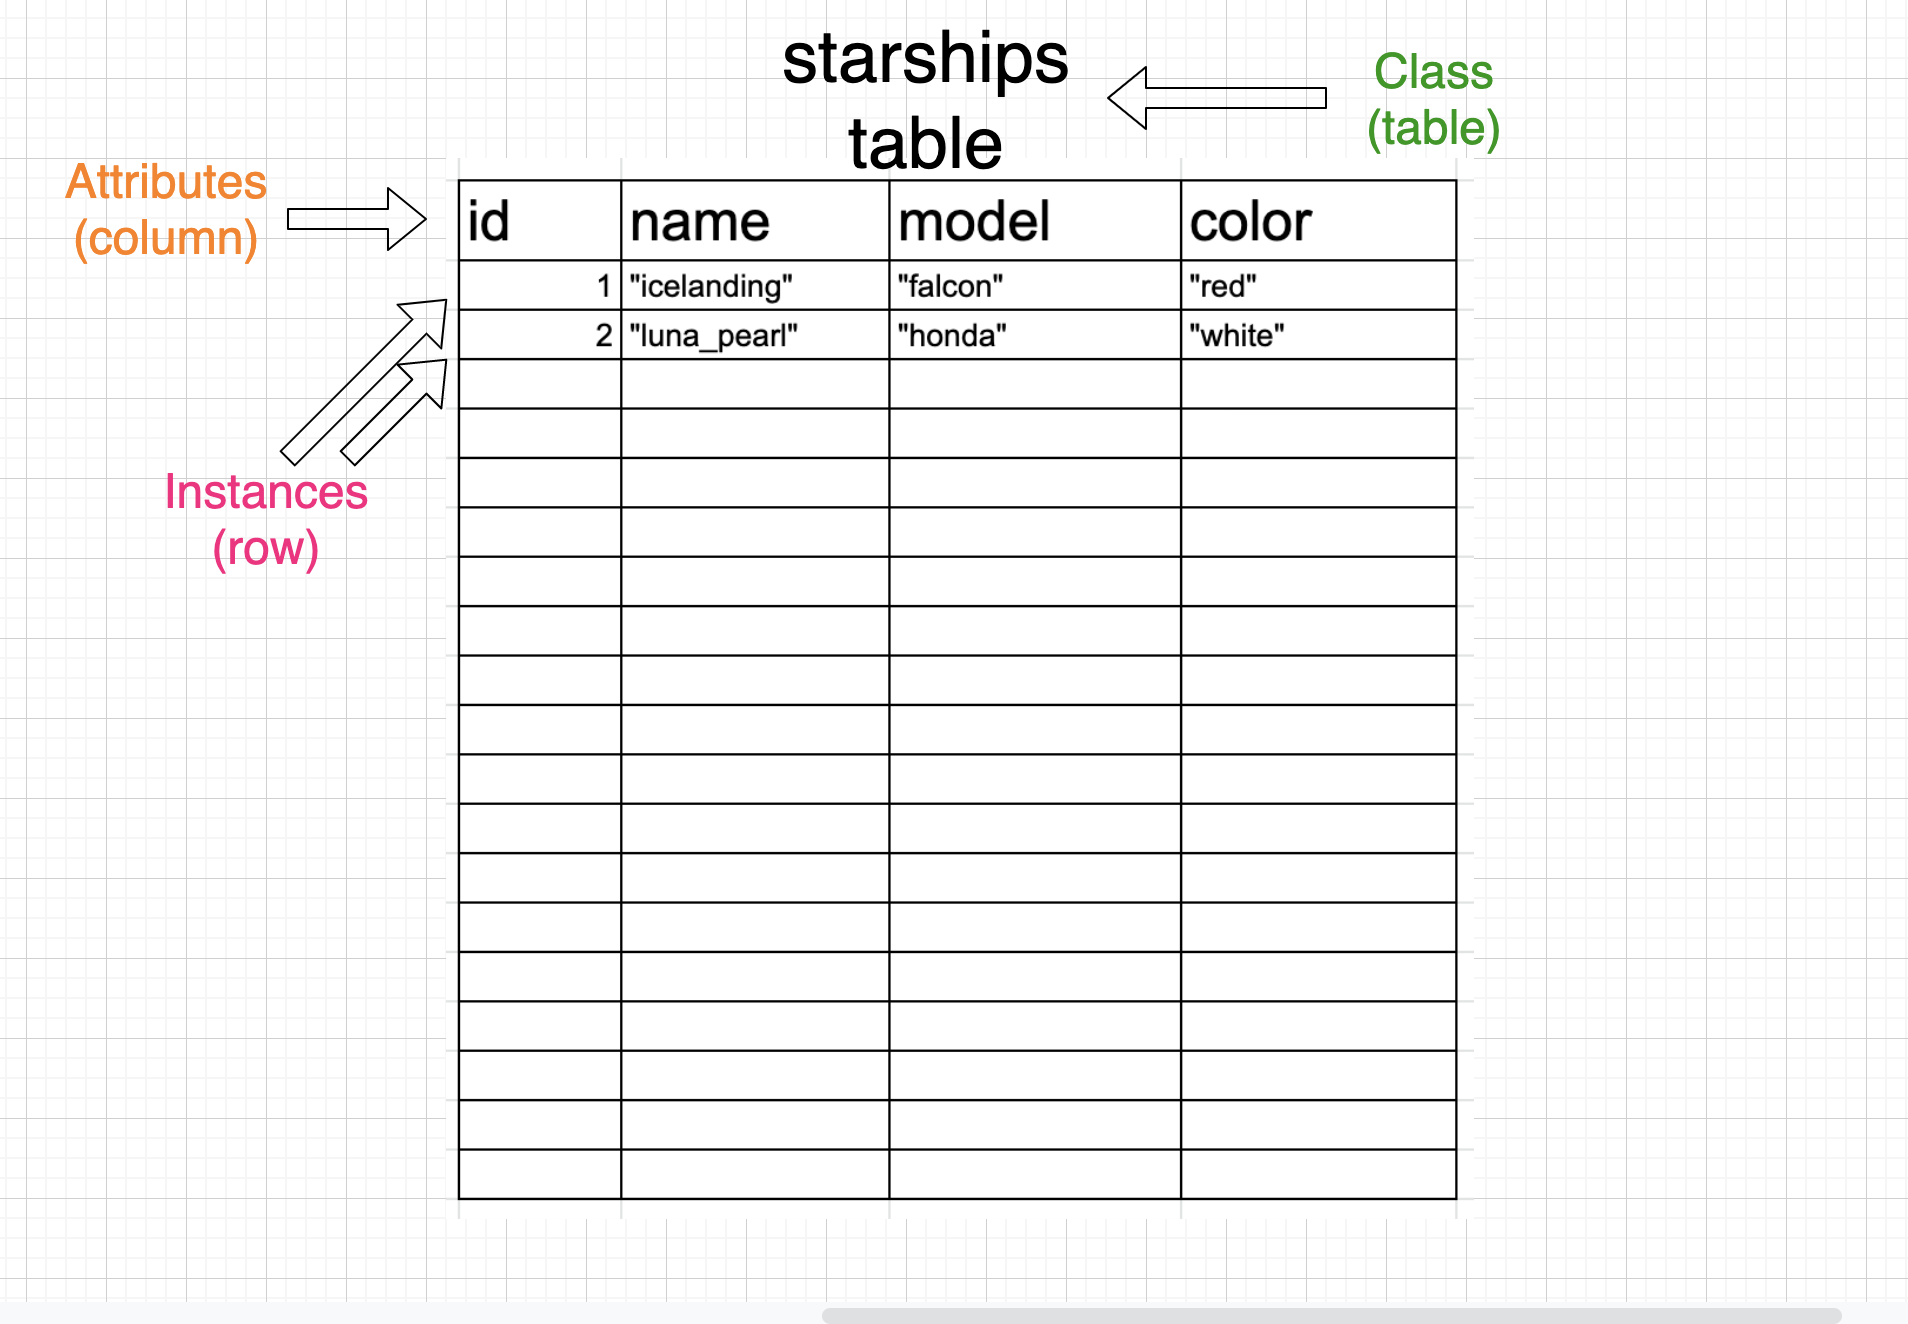 starships
table
Class
(table)
Attributes
(column)
id name model color
1 "icelanding" "falcon" "red"
2 "luna_pearl" "honda" "white"
Instances
(row)